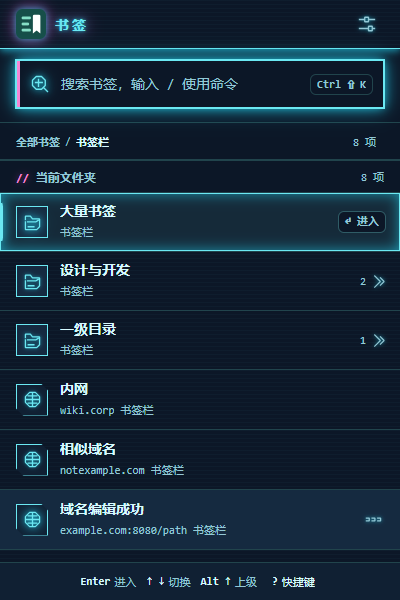 书签
搜索书签, 输入 / 使用命令 Ctrl ⇧ K
全部书签 / 书签栏 8 项
// 当前文件夹 8 项
大量书签
书签栏
↵ 进入
设计与开发
书签栏
2
一级目录
书签栏
1
内网
wiki.corp 书签栏
相似域名
notexample.com 书签栏
域名编辑成功
example.com:8080/path 书签栏
Enter 进入 ↑↓ 切换 Alt ↑ 上级 ? 快捷键